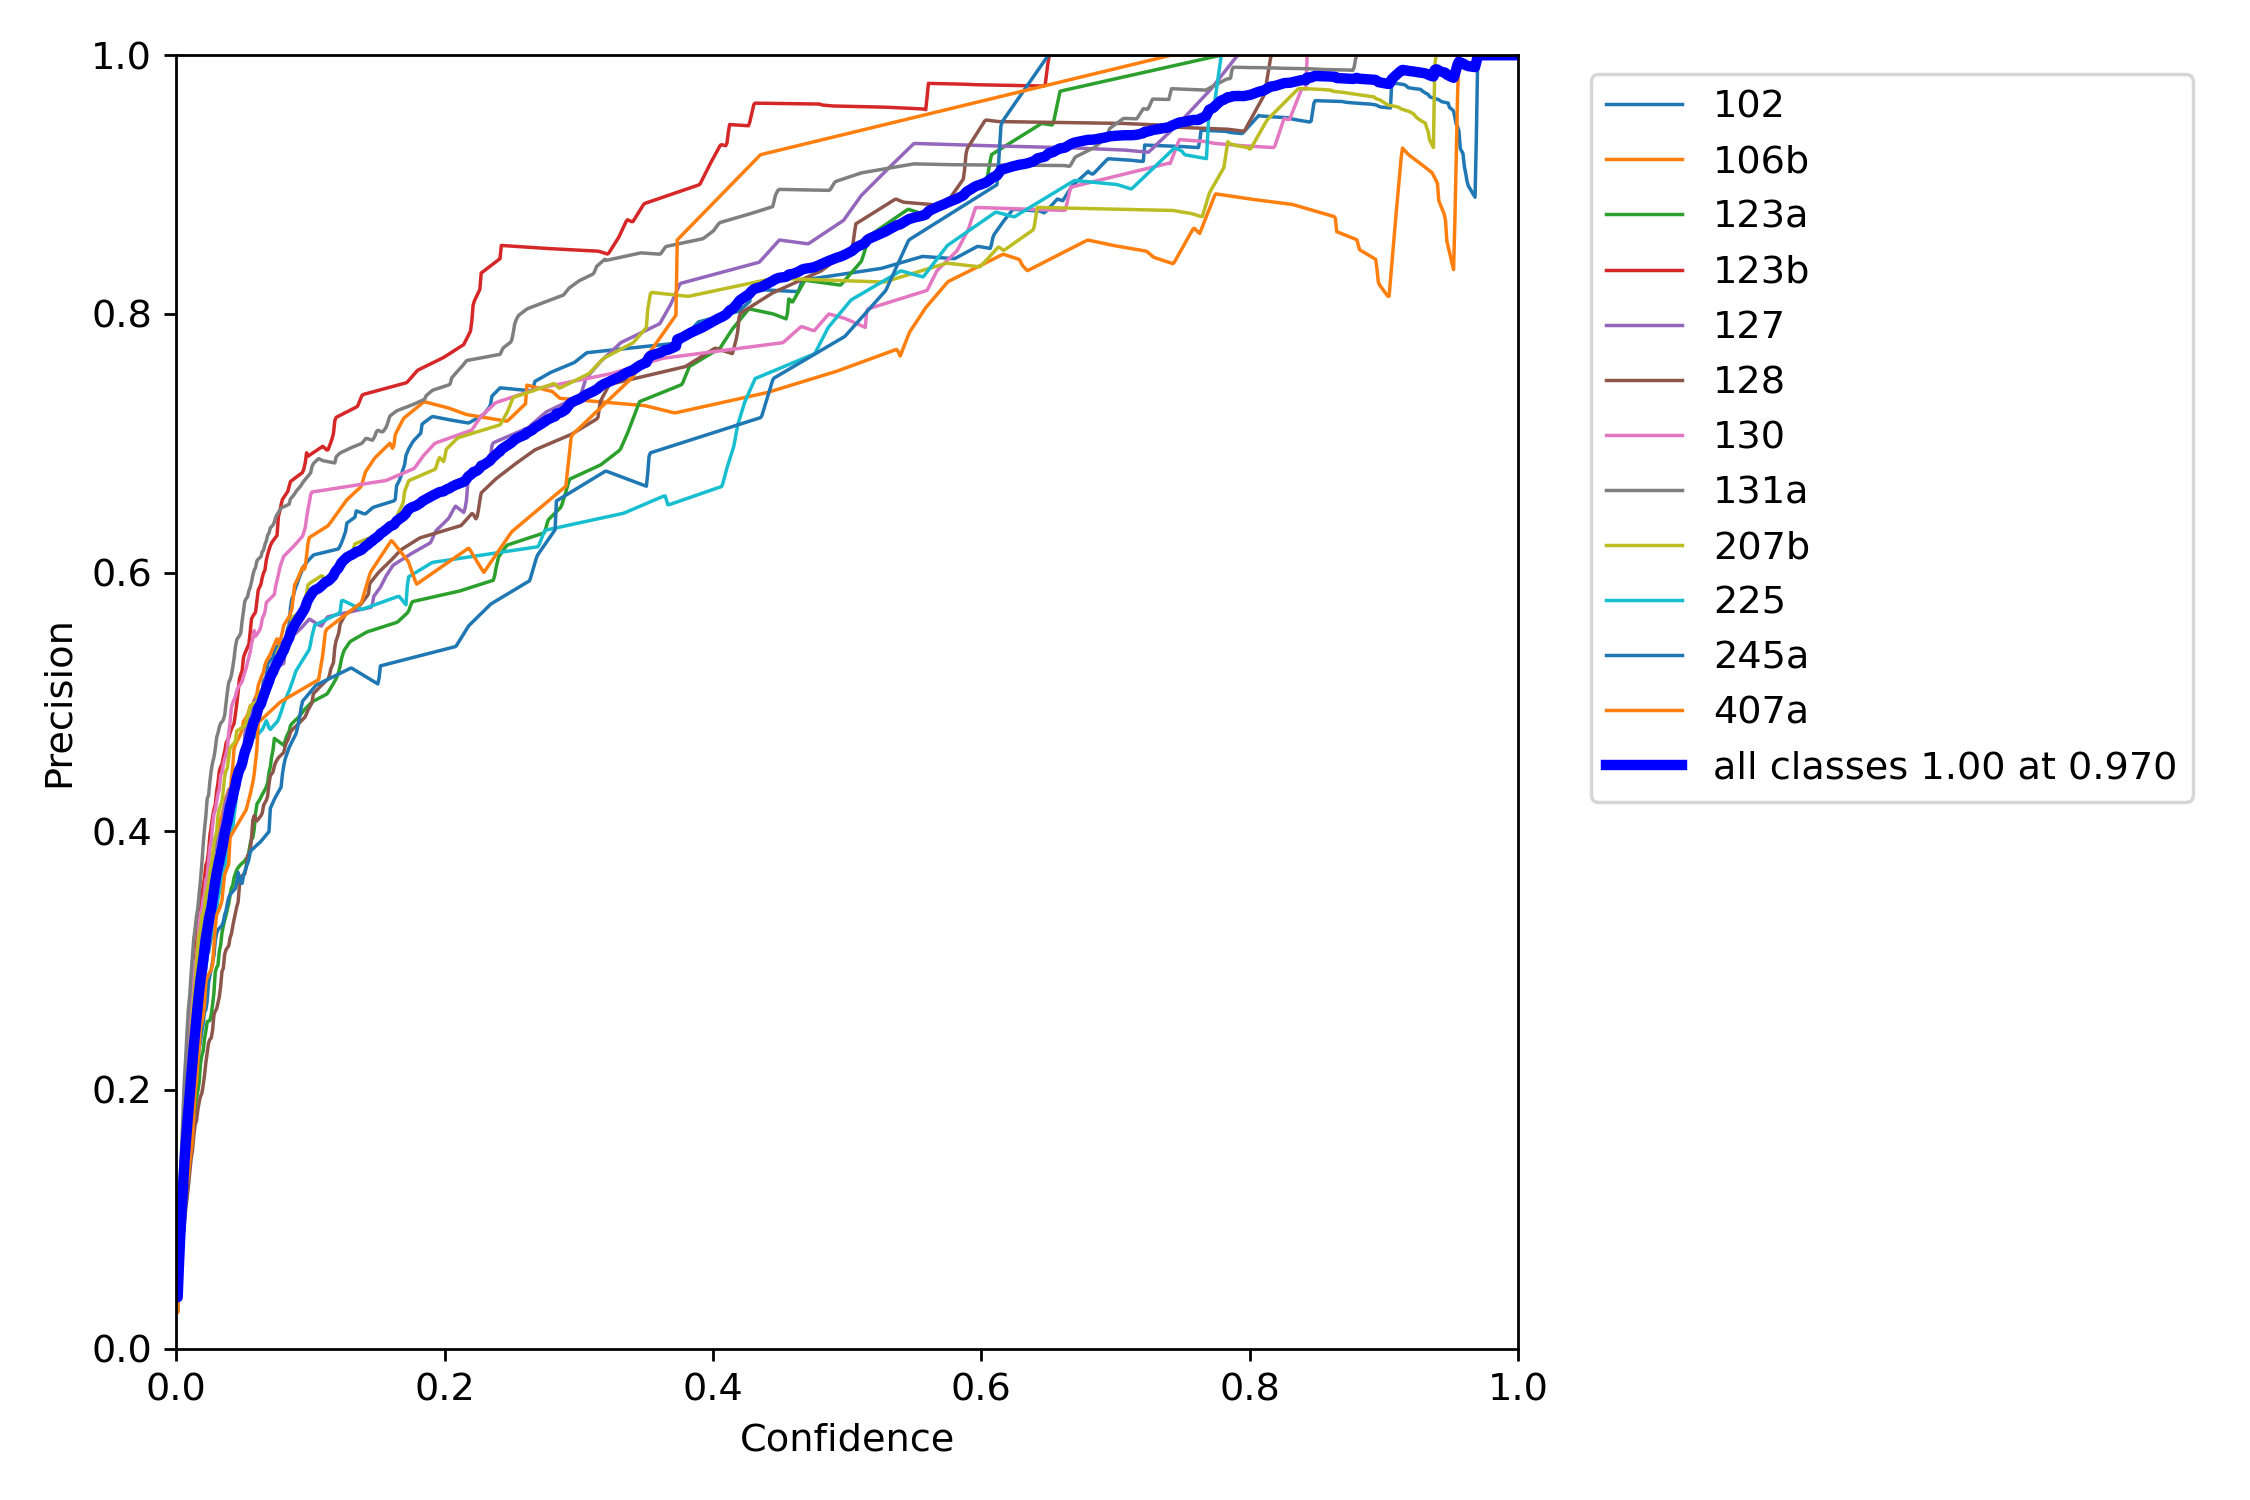 1.0
0.8
0.6
0.4
0.2
0.0
Precision
0.0 0.2 0.4 0.6 0.8 1.0
Confidence
102
106b
123a
123b
127
128
130
131a
207b
225
245a
407a
all classes 1.00 at 0.970